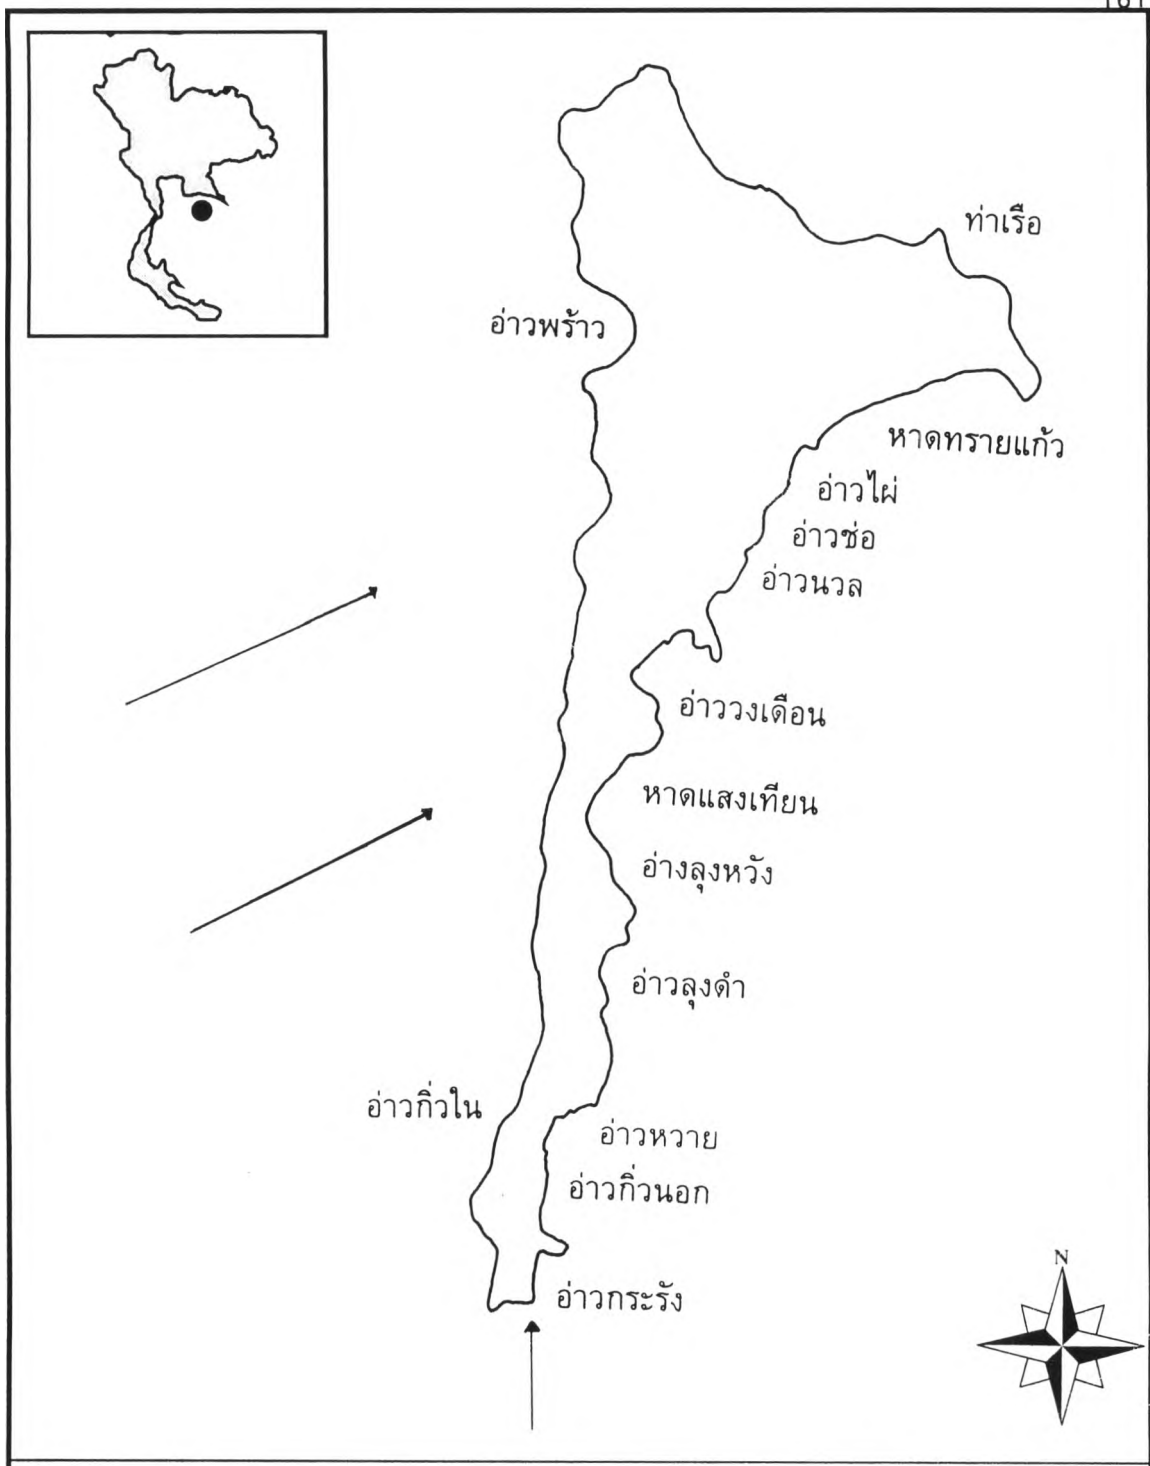 ท่าเรือ
อ่าวพร้าว
หาดทรายแก้ว
อ่าวไผ่
อ่าวช่อ
อ่าวนวล
อ่าววงเดือน
หาดแสงเทียน
อ่างลุงหวัง
อ่าวลุงดำ
อ่าวกิ่วใน
อ่าวหวาย
อ่าวกิ่วนอก
N
อ่าวกระรัง